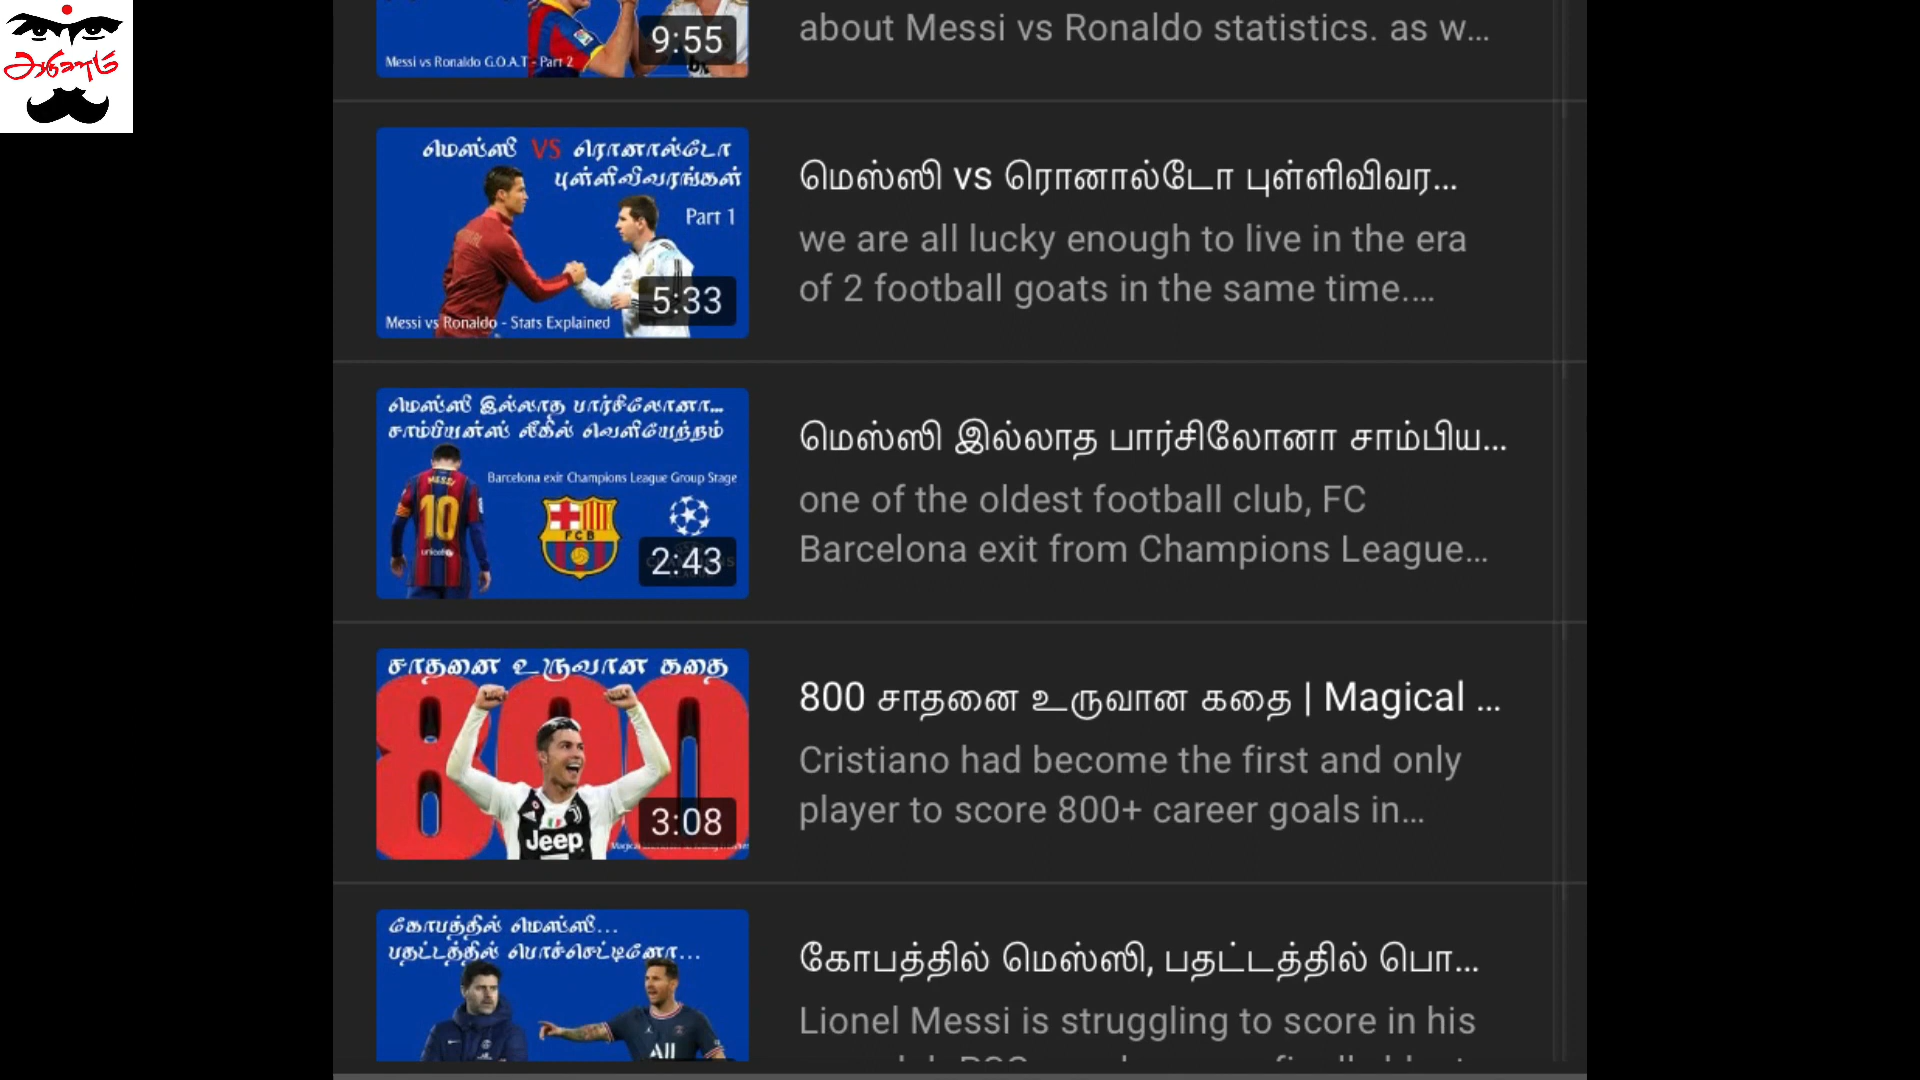 about Messi vs Ronaldo statistics. as w...
9:55
Messi vs Ronaldo G.O.A.T - Part 2
மெஸ்ஸி VS ரொனால்டோ
புள்ளிவிவரங்கள்
Part 1
5:33
Messi vs Ronaldo - Stats Explained
மெஸ்ஸி vs ரொனால்டோ புள்ளிவிவர...
we are all lucky enough to live in the era
of 2 football goats in the same time....
மெஸ்ஸி இல்லாத பார்சிலோனா...
சாம்பியன்ஸ் லீகில் வெளியேற்றம்
Barcelona exit Champions League Group Stage
MESSI
10
unicef
FCB
2:43
மெஸ்ஸி இல்லாத பார்சிலோனா சாம்பிய...
one of the oldest football club, FC
Barcelona exit from Champions League...
சாதனை உருவான கதை
800
Jeep
3:08
800 சாதனை உருவான கதை | Magical ...
Cristiano had become the first and only
player to score 800+ career goals in...
கோபத்தில் மெஸ்ஸி...
பதட்டத்தில் பொச்செட்டினோ...
கோபத்தில் மெஸ்ஸி, பதட்டத்தில் பொ...
Lionel Messi is struggling to score in his